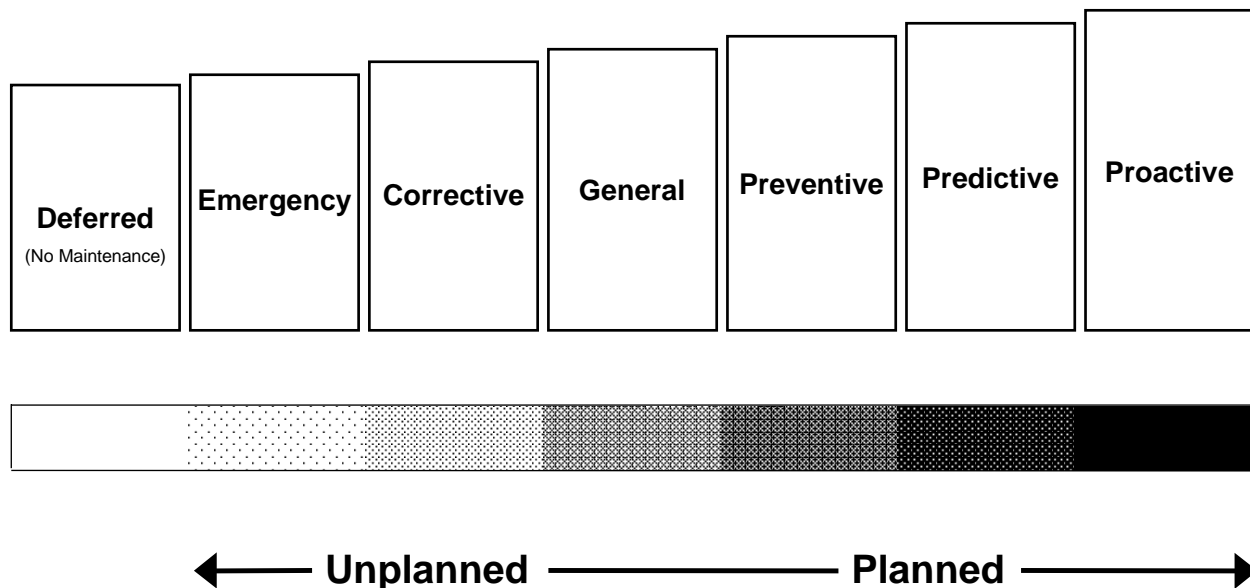 Deferred
(No Maintenance)
Emergency
Corrective
General
Preventive
Predictive
Proactive
Unplanned
Planned